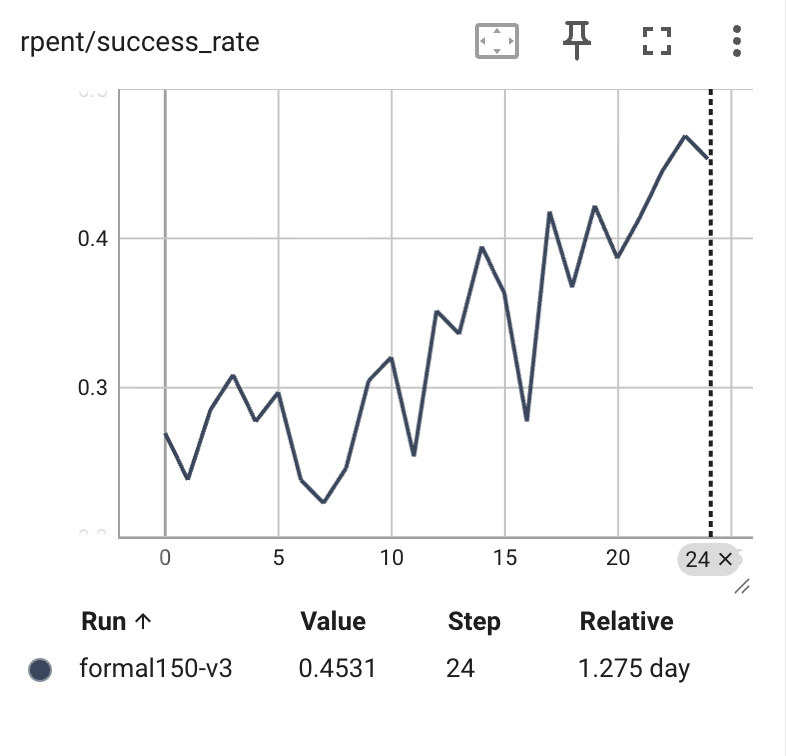 rpent/success_rate
0.4
0.3
0 5 10 15 20 24 ×
Run ↑ Value Step Relative
formal150-v3 0.4531 24 1.275 day